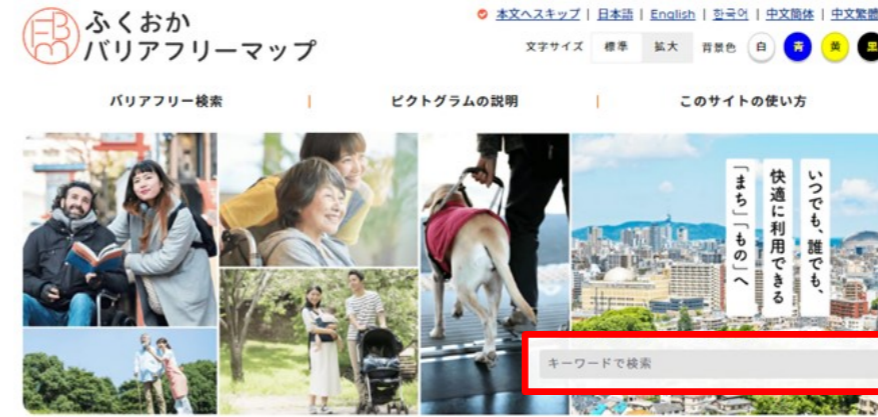 ふくおか
バリアフリーマップ
本文へスキップ | 日本語 | English | 한국어 | 中文簡体 | 中文繁體
文字サイズ 標準 拡大 背景色 白 青 黄 黒
バリアフリー検索 | ピクトグラムの説明 | このサイトの使い方
いつでも、誰でも、
快適に利用できる
「まち」「もの」へ
キーワードで検索